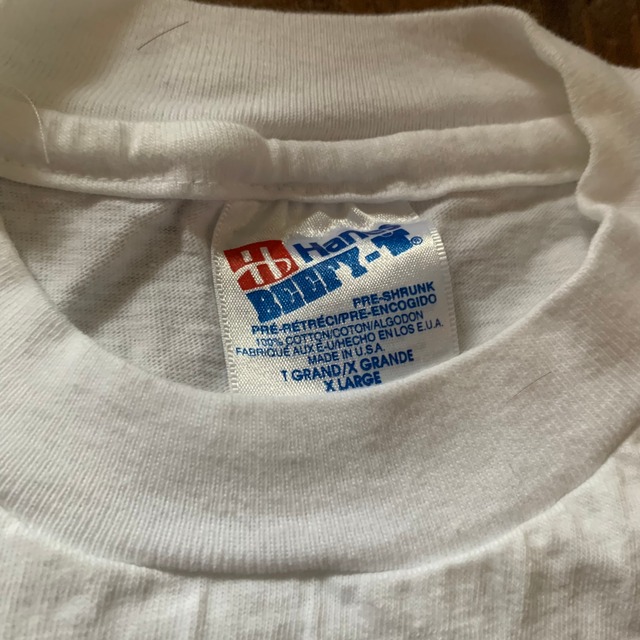 H Hanes
BEEFY-T®
PRE-SHRUNK
PRÉ-RÉTRÉCI/PRE-ENCOGIDO
100% COTTON/COTON/ALGODON
FABRIQUÉ AUX E-U/HECHO EN LOS E.U.A.
MADE IN U.S.A.
T GRAND/X GRANDE
X LARGE